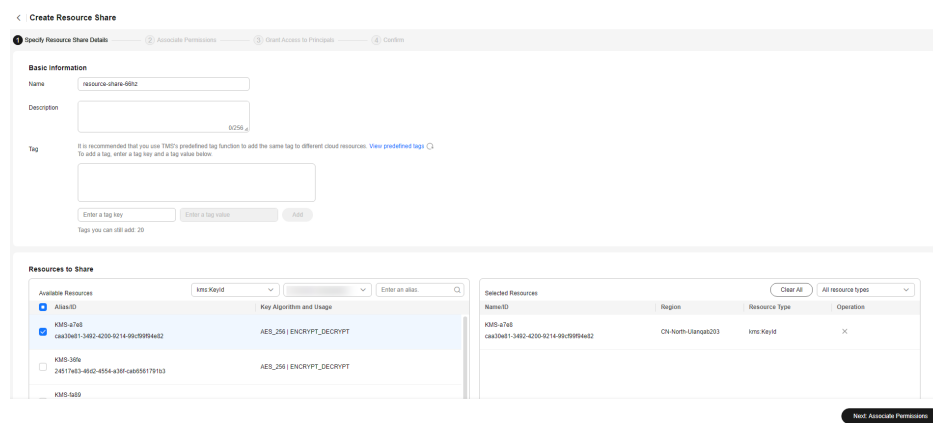 Create Resource Share
1 Specify Resource Share Details 2 Associate Permissions 3 Grant Access to Principals 4 Confirm
Basic Information
Name resource-share-66hz
Description
0/256
Tag
It is recommended that you use TMS's predefined tag function to add the same tag to different cloud resources. View predefined tags
To add a tag, enter a tag key and a tag value below.
Enter a tag key Enter a tag value Add
Tags you can still add: 20
Resources to Share
Available Resources kms:KeyId Enter an alias. Selected Resources Clear All All resource types
Alias/ID Key Algorithm and Usage Name/ID Region Resource Type Operation
KMS-a7e8
caa30e81-3492-4200-9214-99cf99f94e82
AES_256 | ENCRYPT_DECRYPT
KMS-a7e8
caa30e81-3492-4200-9214-99cf99f94e82
CN-North-Ulanqab203 kms:KeyId
KMS-36fe
24517e83-46d2-4554-a36f-cab6561791b3
AES_256 | ENCRYPT_DECRYPT
KMS-fa89
Next: Associate Permissions